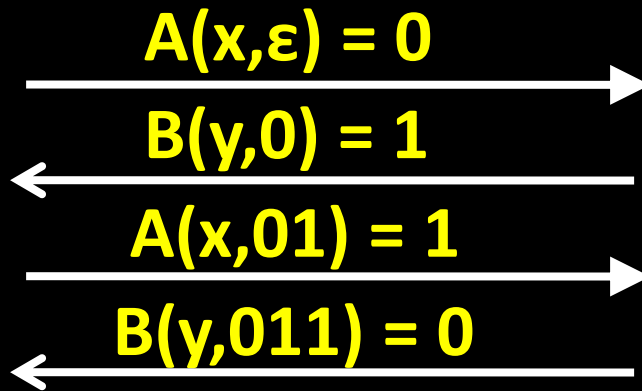 A(x,ε) = 0
B(y,0) = 1
A(x,01) = 1
B(y,011) = 0